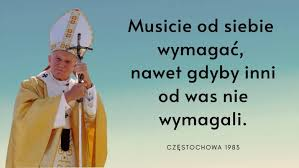 Musicie od siebie
wymagać,
nawet gdyby inni
od was nie
wymagali.
CZĘSTOCHOWA 1983